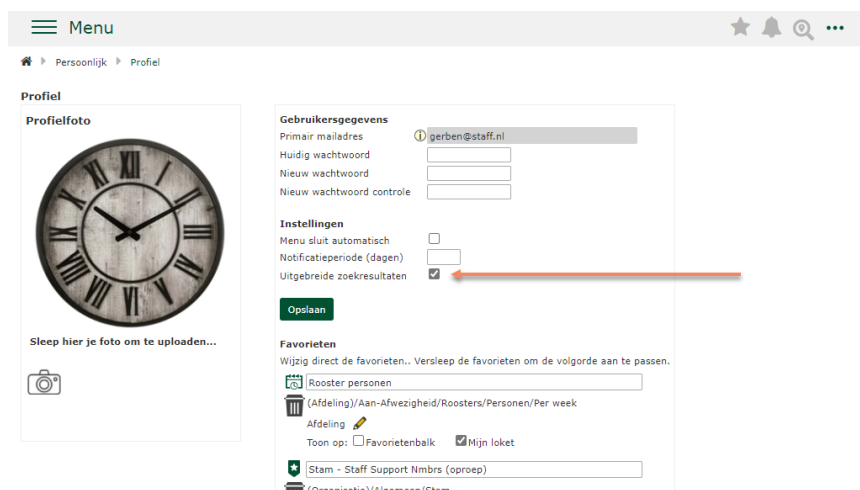 Menu
Persoonlijk Profiel
Profiel
Profielfoto
Sleep hier je foto om te uploaden...
Gebruikersgegevens
Primair mailadres gerben@staff.nl
Huidig wachtwoord
Nieuw wachtwoord
Nieuw wachtwoord controle
Instellingen
Menu sluit automatisch
Notificatieperiode (dagen)
Uitgebreide zoekresultaten
Opslaan
Favorieten
Wijzig direct de favorieten.. Versleep de favorieten om de volgorde aan te passen.
Rooster personen
(Afdeling)/Aan-Afwezigheid/Roosters/Personen/Per week
Afdeling
Toon op: Favorietenbalk Mijn loket
Stam - Staff Support Nmbrs (oproep)
(Organisatie)/Algemeen/Stam